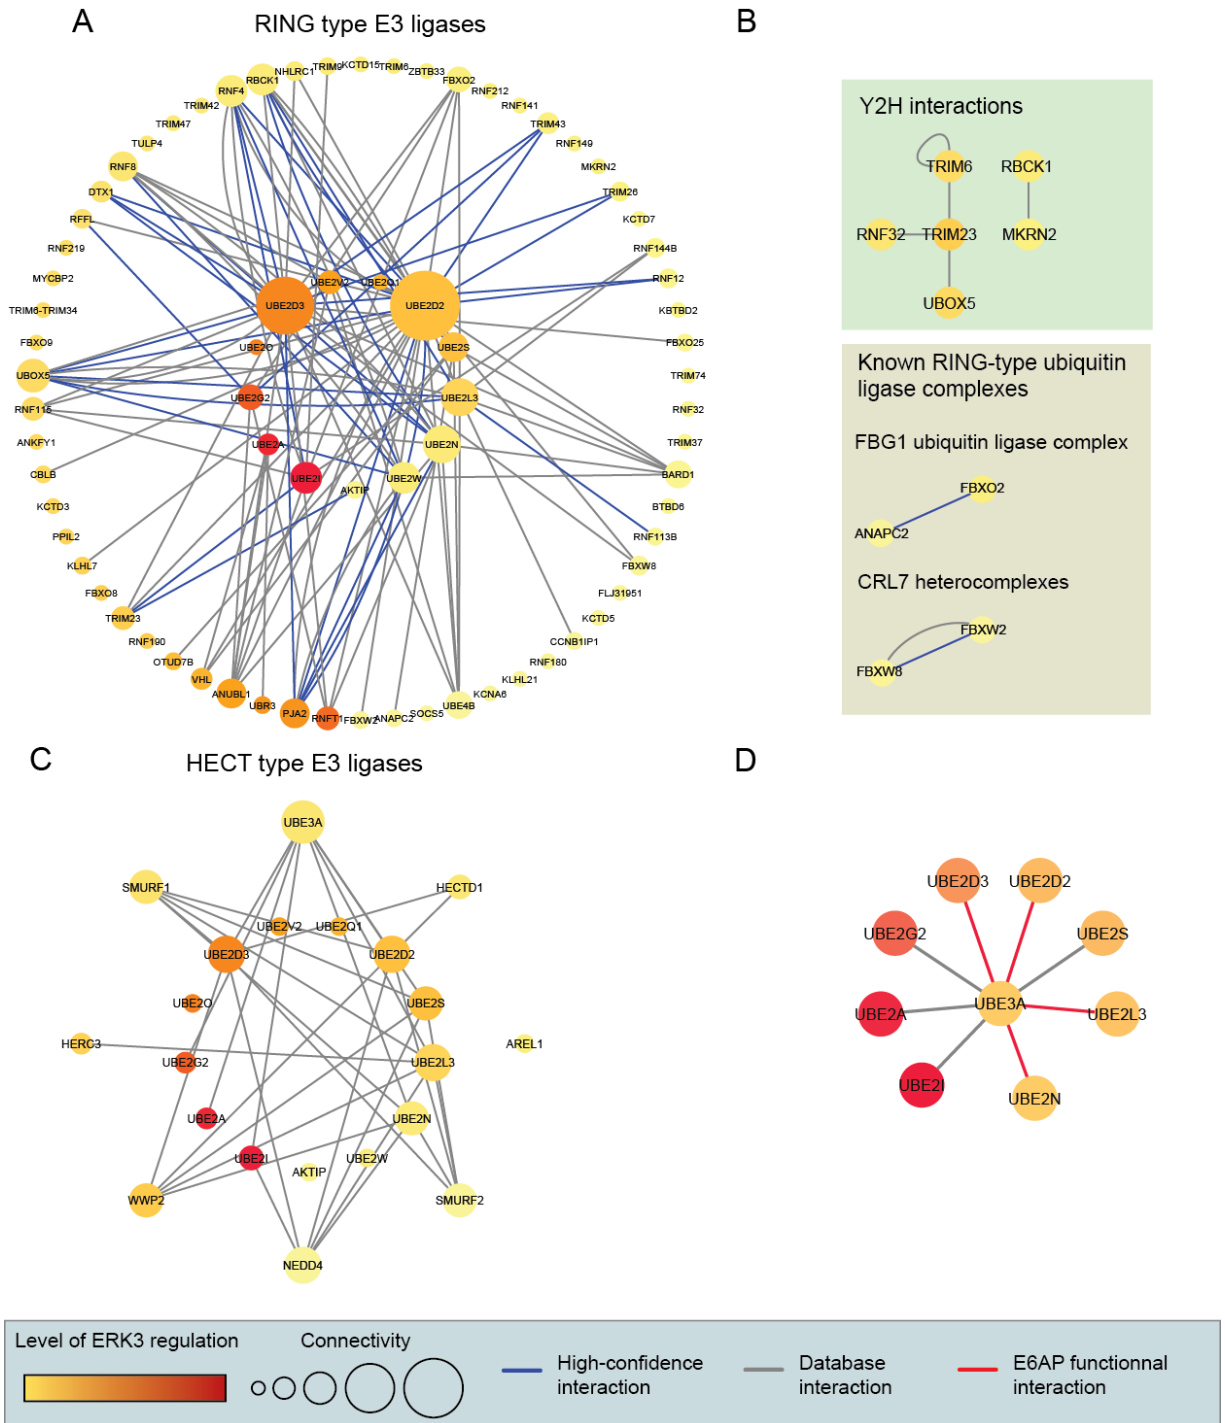 A
RING type E3 ligases
B
NHLRC1
TRIM9
KCTD15
TRIM6
ZBTB33
RBCK1
FBXO2
RNF4
RNF212
TRIM42
RNF141
TRIM47
TRIM43
TULP4
RNF149
RNF8
MKRN2
DTX1
TRIM26
RFFL
KCTD7
RNF219
RNF144B
MYCBP2
RNF12
TRIM6-TRIM34
KBTBD2
FBXO9
FBXO25
UBOX5
TRIM74
RNF115
RNF32
ANKFY1
TRIM37
CBLB
BARD1
KCTD3
BTBD6
PPIL2
RNF113B
KLHL7
FBXW8
FBXO8
FLJ31951
TRIM23
KCTD5
RNF190
CCNB1IP1
OTUD7B
RNF180
VHL
KLHL21
ANUBL1
KCNA6
UBR3
UBE4B
PJA2
RNFT1
FBXW2
ANAPC2
SOCS5
UBE2V2
UBE2Q1
UBE2D3
UBE2D2
UBE2O
UBE2S
UBE2G2
UBE2L3
UBE2A
UBE2N
UBE2I
AKTIP
UBE2W
Y2H interactions
TRIM6
RBCK1
RNF32
TRIM23
MKRN2
UBOX5
Known RING-type ubiquitin
ligase complexes
FBG1 ubiquitin ligase complex
FBXO2
ANAPC2
CRL7 heterocomplexes
FBXW2
FBXW8
C
HECT type E3 ligases
UBE3A
SMURF1
HECTD1
UBE2V2
UBE2Q1
UBE2D3
UBE2D2
UBE2O
UBE2S
HERC3
AREL1
UBE2G2
UBE2L3
UBE2A
UBE2N
UBE2I
AKTIP
UBE2W
WWP2
SMURF2
NEDD4
D
UBE2D3
UBE2D2
UBE2G2
UBE2S
UBE3A
UBE2A
UBE2L3
UBE2I
UBE2N
Level of ERK3 regulation
Connectivity
High-confidence
interaction
Database
interaction
E6AP functionnal
interaction